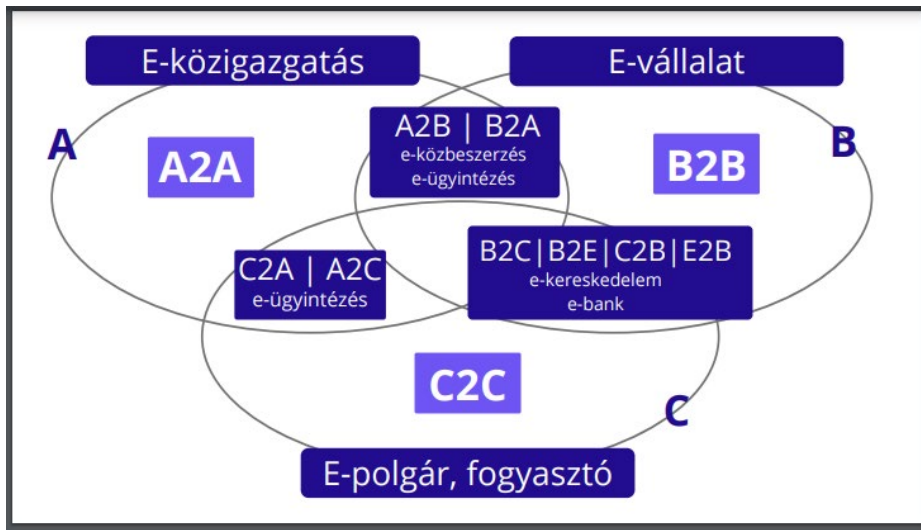 E-közigazgatás
E-vállalat
A
A2A
A2B | B2A
e-közbeszerzés
e-ügyintézés
B2B
B
C2A | A2C
e-ügyintézés
B2C|B2E|C2B|E2B
e-kereskedelem
e-bank
C2C
C
E-polgár, fogyasztó